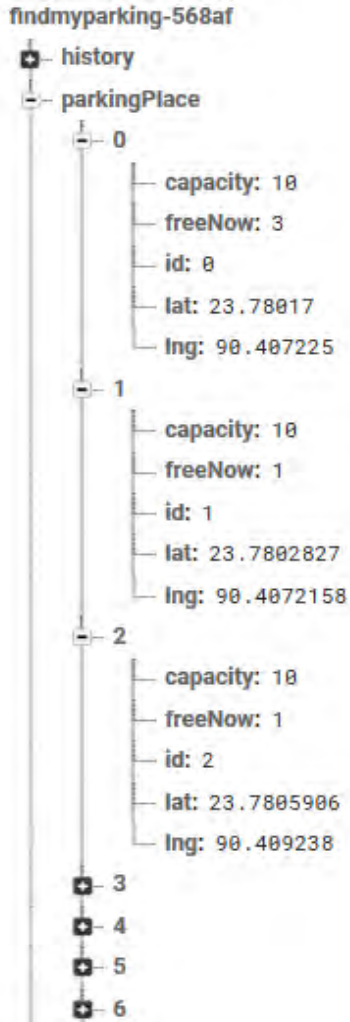 findmyparking-568af
history
parkingPlace
0
capacity: 10
freeNow: 3
id: 0
lat: 23.78017
lng: 90.407225
1
capacity: 10
freeNow: 1
id: 1
lat: 23.7802827
lng: 90.4072158
2
capacity: 10
freeNow: 1
id: 2
lat: 23.7805906
lng: 90.409238
3
4
5
6